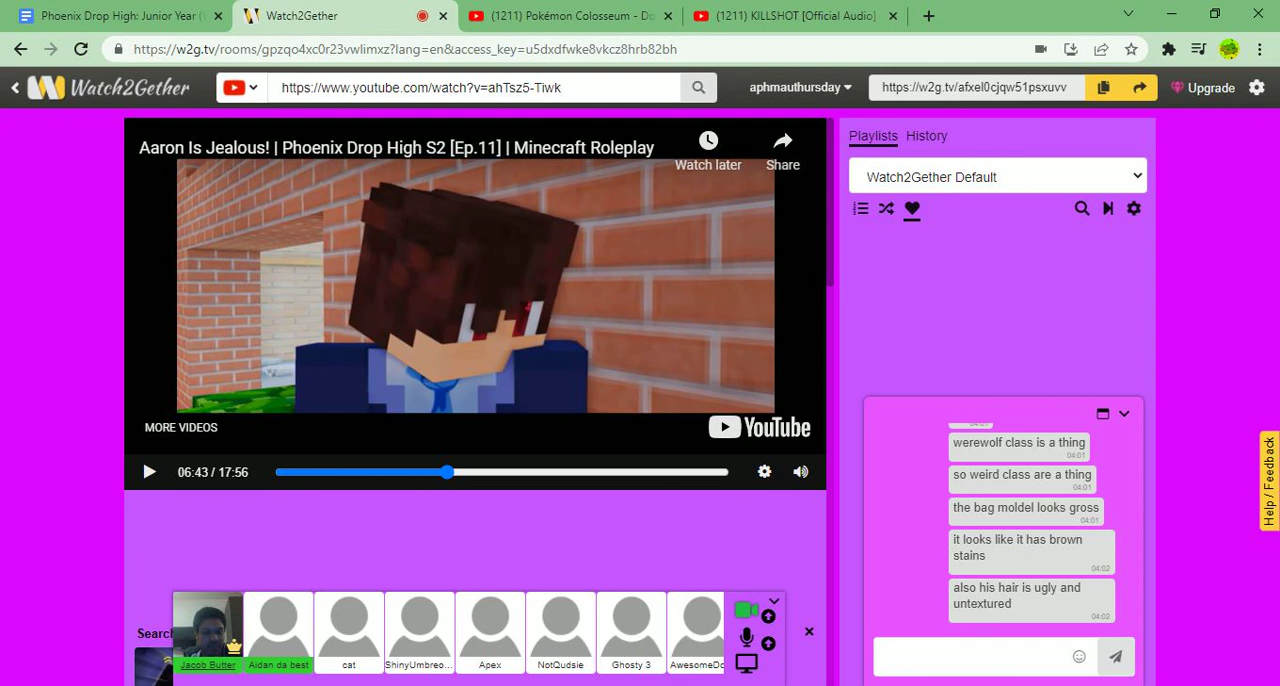 Phoenix Drop High: Junior Year (
Watch2Gether
(1211) Pokémon Colosseum - Do
(1211) KILLSHOT [Official Audio]
https://w2g.tv/rooms/gpzqo4xc0r23vwlimxz?lang=en&access_key=u5dxdfwke8vkcz8hrb82bh
Watch2Gether
https://www.youtube.com/watch?v=ahTsz5-Tiwk
aphmauthursday
https://w2g.tv/afxel0cjqw51psxuvv
Upgrade
Aaron Is Jealous! | Phoenix Drop High S2 [Ep.11] | Minecraft Roleplay
Watch later
Share
MORE VIDEOS
YouTube
06:43 / 17:56
Playlists History
Watch2Gether Default
04:01
werewolf class is a thing
04:01
so weird class are a thing
04:01
the bag moldel looks gross
04:01
it looks like it has brown
stains
04:02
also his hair is ugly and
untextured
04:02
Help / Feedback
Search
Jacob Butter
Aidan da best
cat
ShinyUmbreo...
Apex
NotQudsie
Ghosty 3
AwesomeDo